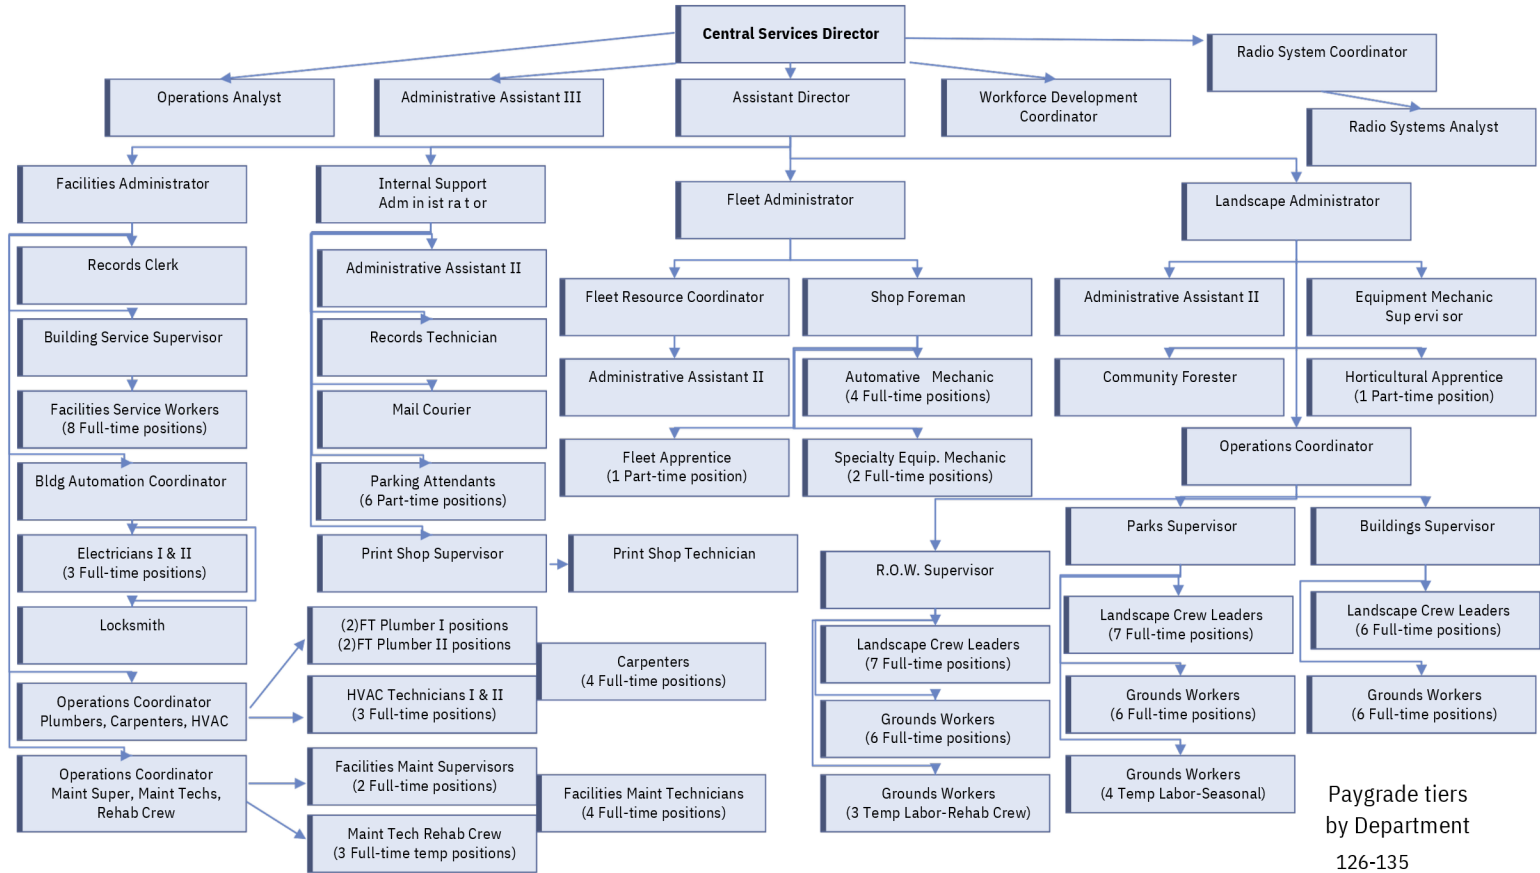 Central Services Director
Radio System Coordinator
Operations Analyst
Administrative Assistant III
Assistant Director
Workforce Development
Coordinator
Radio Systems Analyst
Facilities Administrator
Internal Support
Adm in ist ra t or
Fleet Administrator
Landscape Administrator
Records Clerk
Administrative Assistant II
Fleet Resource Coordinator
Shop Foreman
Administrative Assistant II
Equipment Mechanic
Sup ervi sor
Building Service Supervisor
Records Technician
Administrative Assistant II
Automative Mechanic
(4 Full-time positions)
Community Forester
Horticultural Apprentice
(1 Part-time position)
Facilities Service Workers
(8 Full-time positions)
Mail Courier
Operations Coordinator
Fleet Apprentice
(1 Part-time position)
Specialty Equip. Mechanic
(2 Full-time positions)
Bldg Automation Coordinator
Parking Attendants
(6 Part-time positions)
Parks Supervisor
Buildings Supervisor
Electricians I & II
(3 Full-time positions)
Print Shop Supervisor
Print Shop Technician
R.O.W. Supervisor
Landscape Crew Leaders
(7 Full-time positions)
Landscape Crew Leaders
(6 Full-time positions)
Locksmith
(2)FT Plumber I positions
(2)FT Plumber II positions
Landscape Crew Leaders
(7 Full-time positions)
Carpenters
(4 Full-time positions)
Operations Coordinator
Plumbers, Carpenters, HVAC
HVAC Technicians I & II
(3 Full-time positions)
Grounds Workers
(6 Full-time positions)
Grounds Workers
(6 Full-time positions)
Grounds Workers
(6 Full-time positions)
Operations Coordinator
Maint Super, Maint Techs,
Rehab Crew
Facilities Maint Supervisors
(2 Full-time positions)
Facilities Maint Technicians
(4 Full-time positions)
Grounds Workers
(3 Temp Labor-Rehab Crew)
Grounds Workers
(4 Temp Labor-Seasonal)
Maint Tech Rehab Crew
(3 Full-time temp positions)
Paygrade tiers
by Department
126-135